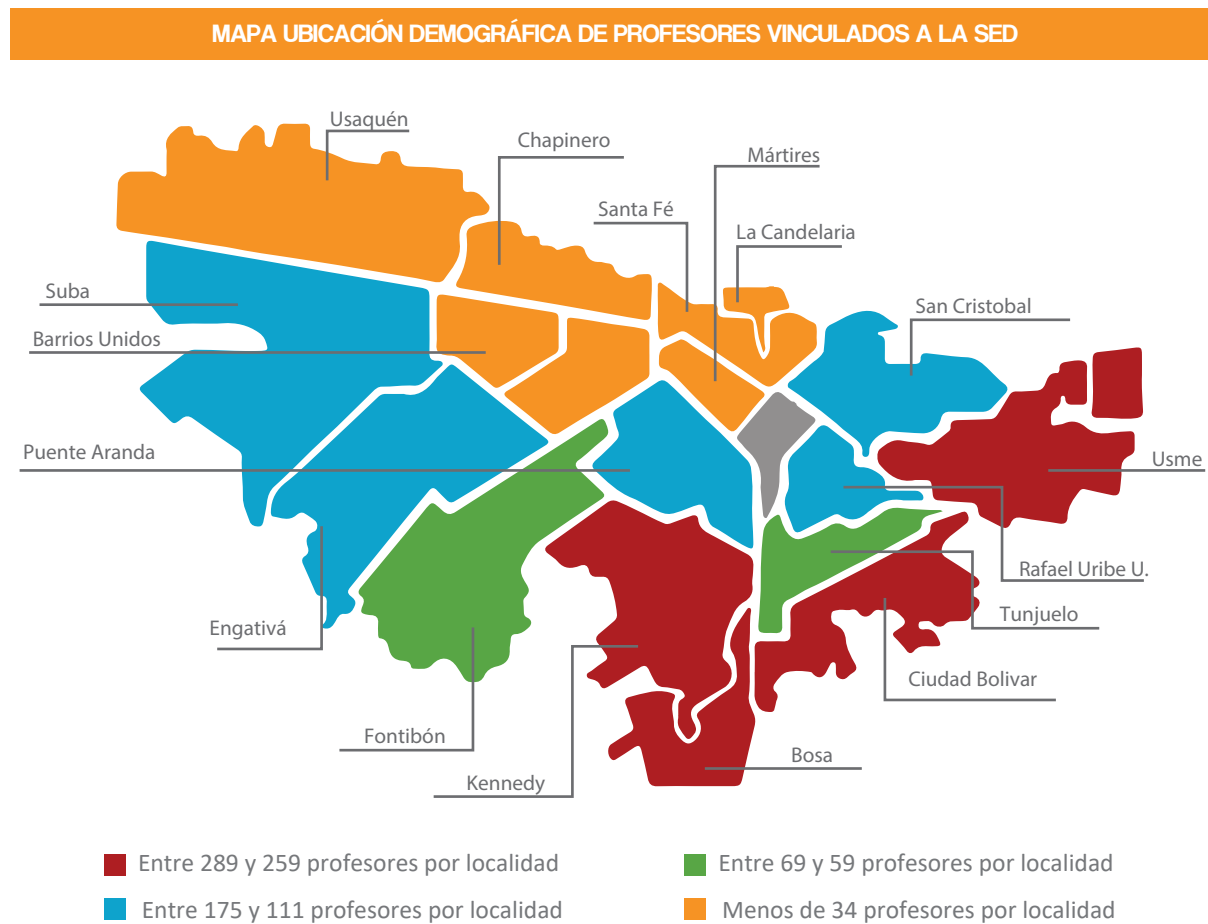 MAPA UBICACIÓN DEMOGRÁFICA DE PROFESORES VINCULADOS A LA SED
Usaquén
Chapinero
Mártires
Santa Fé
La Candelaria
Suba
San Cristobal
Barrios Unidos
Puente Aranda
Usme
Rafael Uribe U.
Engativá
Tunjuelo
Ciudad Bolivar
Fontibón
Bosa
Kennedy
Entre 289 y 259 profesores por localidad
Entre 69 y 59 profesores por localidad
Entre 175 y 111 profesores por localidad
Menos de 34 profesores por localidad